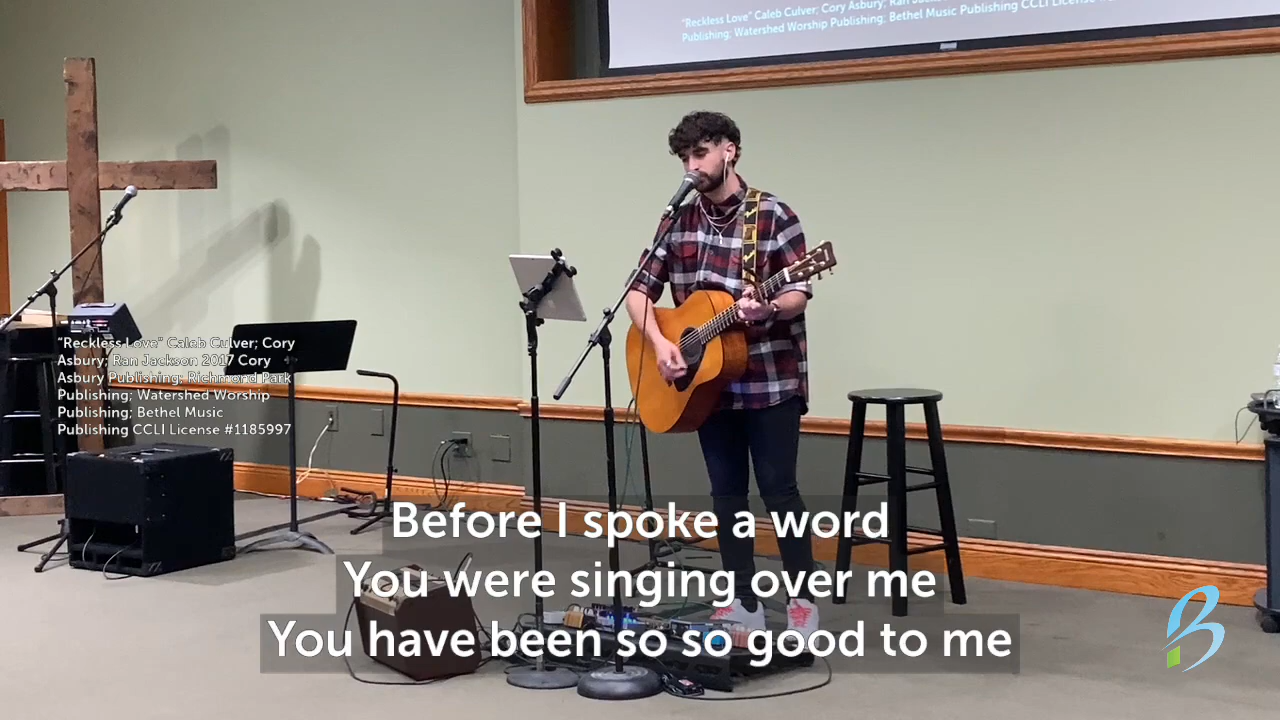 "Reckless Love" Caleb Culver; Cory Asbury; Ran
Publishing; Watershed Worship Publishing; Bethel Music Publishing CCLI License
"Reckless Love" Caleb Culver; Cory
Asbury; Ran Jackson 2017 Cory
Asbury Publishing; Richmond Park
Publishing; Watershed Worship
Publishing; Bethel Music
Publishing CCLI License #1185997
Before I spoke a word
You were singing over me
You have been so so good to me